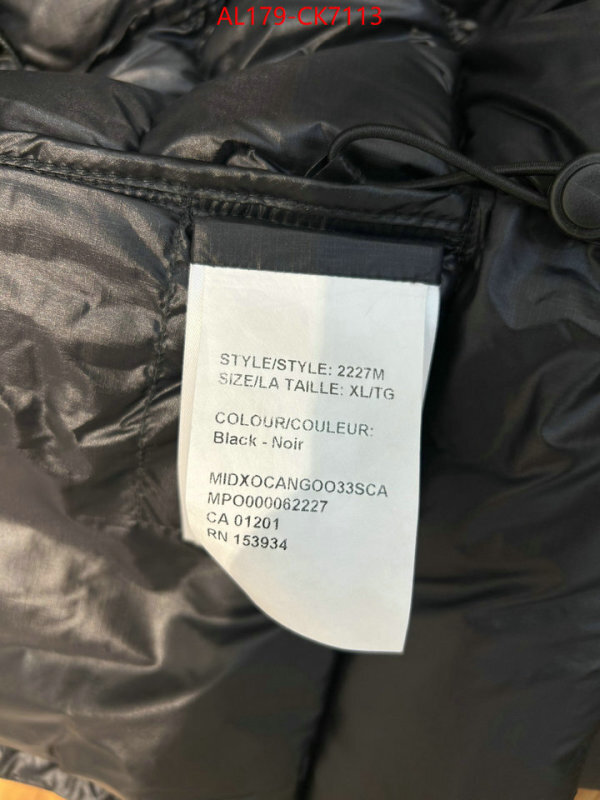 AL179-CK7113
STYLE/STYLE: 2227M
SIZE/LA TAILLE: XL/TG
COLOUR/COULEUR:
Black - Noir
MIDXOCANGOO33SCA
MPO000062227
CA 01201
RN 153934